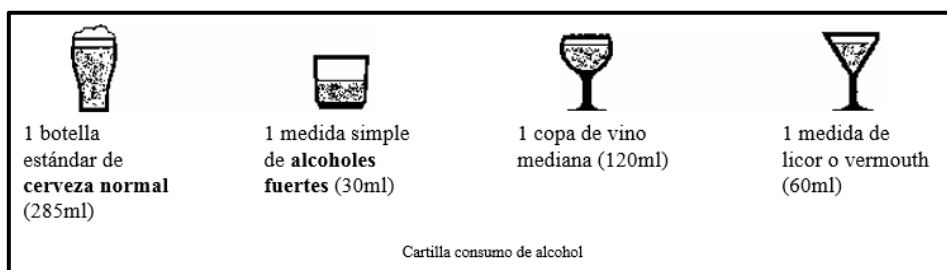 1 botella
estándar de
cerveza normal
(285ml)
1 medida simple
de alcoholes
fuertes (30ml)
1 copa de vino
mediana (120ml)
1 medida de
licor o vermouth
(60ml)
Cartilla consumo de alcohol